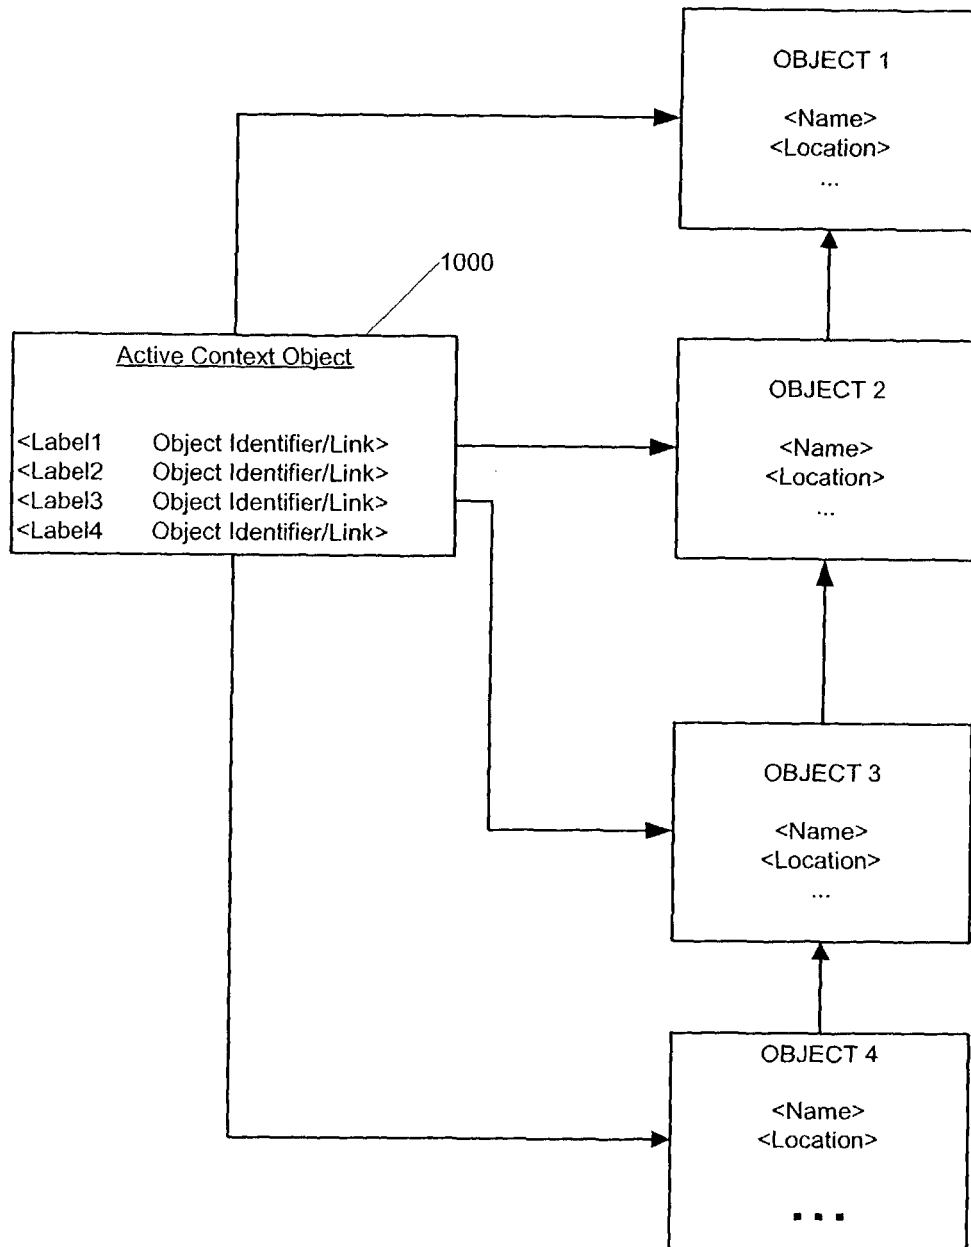 OBJECT 1
<Name>
<Location>
...
1000
Active Context Object
<Label1 Object Identifier/Link>
<Label2 Object Identifier/Link>
<Label3 Object Identifier/Link>
<Label4 Object Identifier/Link>
OBJECT 2
<Name>
<Location>
...
OBJECT 3
<Name>
<Location>
...
OBJECT 4
<Name>
<Location>
...